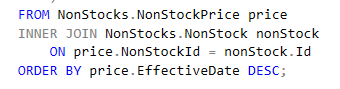 FROM NonStocks.NonStockPrice price
INNER JOIN NonStocks.NonStock nonStock
ON price.NonStockId = nonStock.Id
ORDER BY price.EffectiveDate DESC;